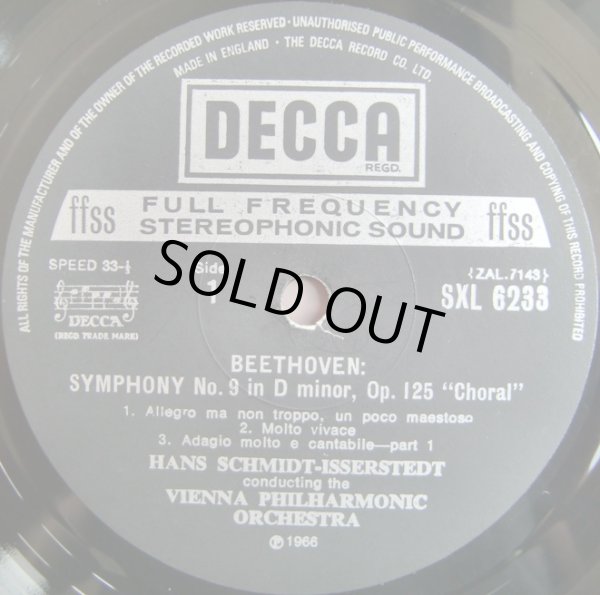 ALL RIGHTS OF THE MANUFACTURER AND OF THE OWNER OF THE RECORDED WORK RESERVED · UNAUTHORISED PUBLIC PERFORMANCE BROADCASTING AND COPYING OF THIS RECORD PROHIBITED
MADE IN ENGLAND · THE DECCA RECORD CO. LTD.
DECCA
REGD.
ffss FULL FREQUENCY ffss
STEREOPHONIC SOUND
SPEED 33-⅓ Side {ZAL.7143}
1 SXL 6233
DECCA
(REGD TRADE MARK)
SOLD OUT
BEETHOVEN:
SYMPHONY No. 9 in D minor, Op. 125 "Choral"
1. Allegro ma non troppo, un poco maestoso
2. Molto vivace
3. Adagio molto e cantabile—part 1
HANS SCHMIDT-ISSERSTEDT
conducting the
VIENNA PHILHARMONIC
ORCHESTRA
℗ 1966